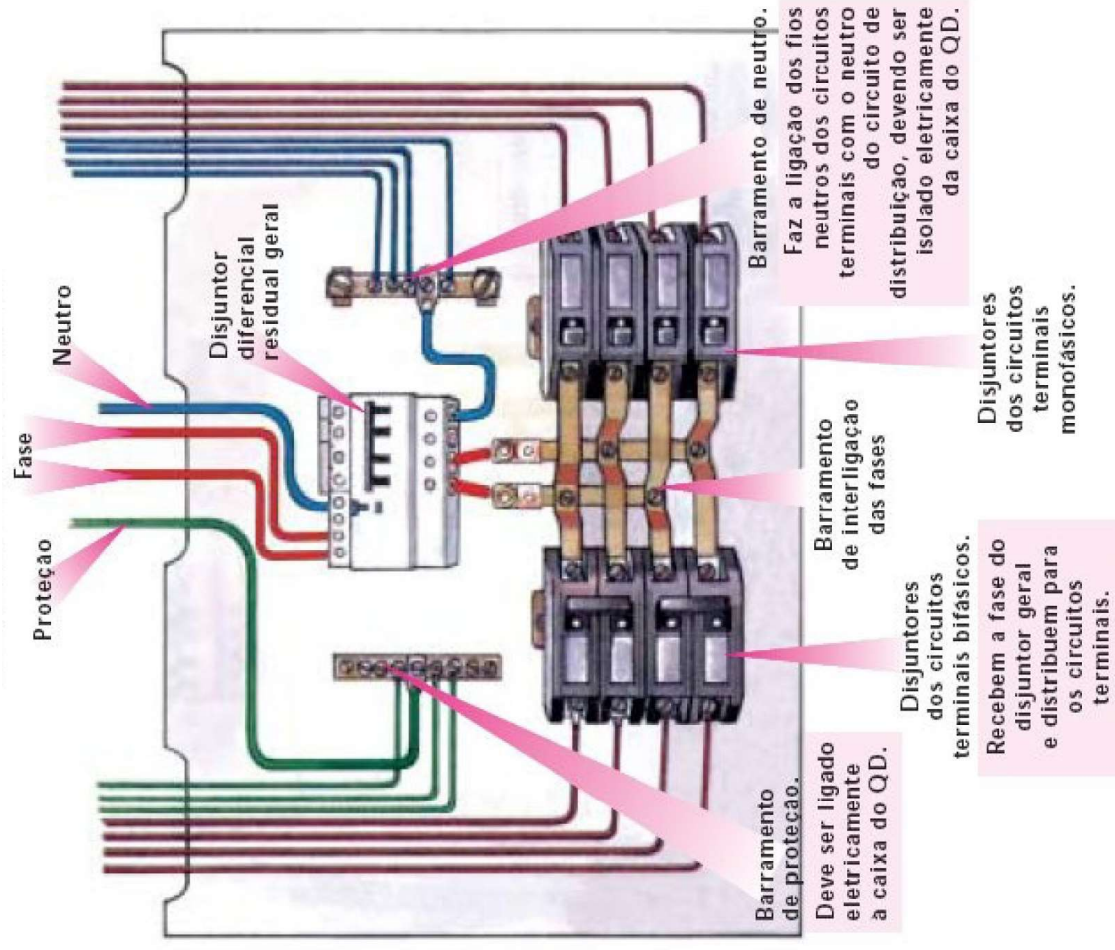 Proteção
Fase
Neutro
Disjuntor
diferencial
residual geral
Barramento
de proteção.
Deve ser ligado
eletricamente
a caixa do QD.
Disjuntores
dos circuitos
terminais bifásicos.
Recebem a fase do
disjuntor geral
e distribuem para
os circuitos
terminais.
Barramento
de interligação
das fases
Disjuntores
dos circuitos
terminais
monofásicos.
Barramento de neutro.
Faz a ligação dos fios
neutros dos circuitos
terminais com o neutro
do circuito de
distribuição, devendo ser
isolado eletricamente
da caixa do QD.